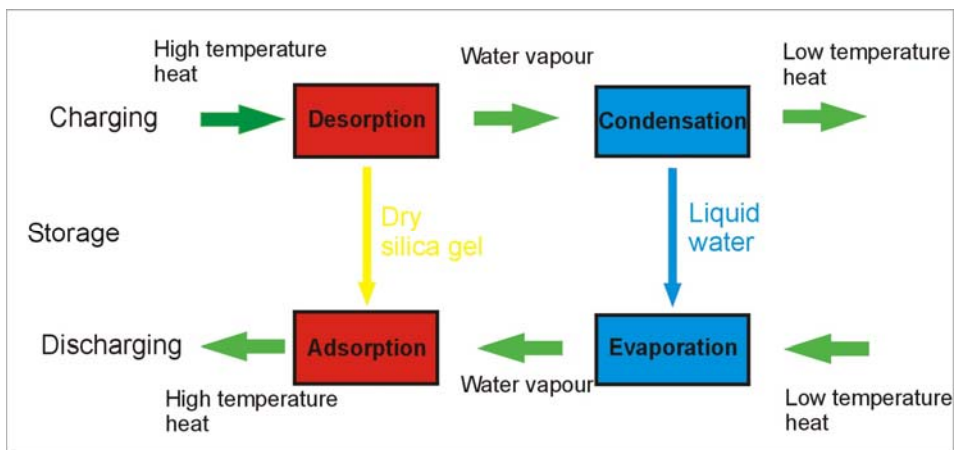 High temperature
heat
Water vapour
Low temperature
heat
Charging
Desorption
Condensation
Storage
Dry
silica gel
Liquid
water
Discharging
Adsorption
Evaporation
High temperature
heat
Water vapour
Low temperature
heat